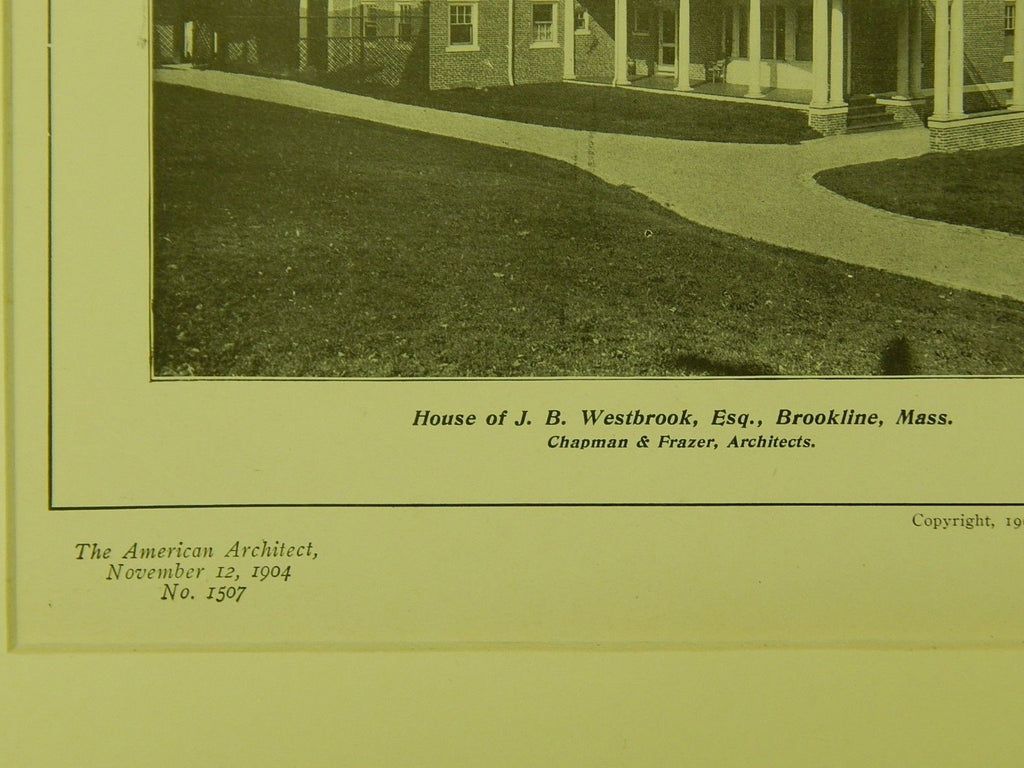 House of J. B. Westbrook, Esq., Brookline, Mass.
Chapman & Frazer, Architects.
Copyright,
The American Architect,
November 12, 1904
No. 1507